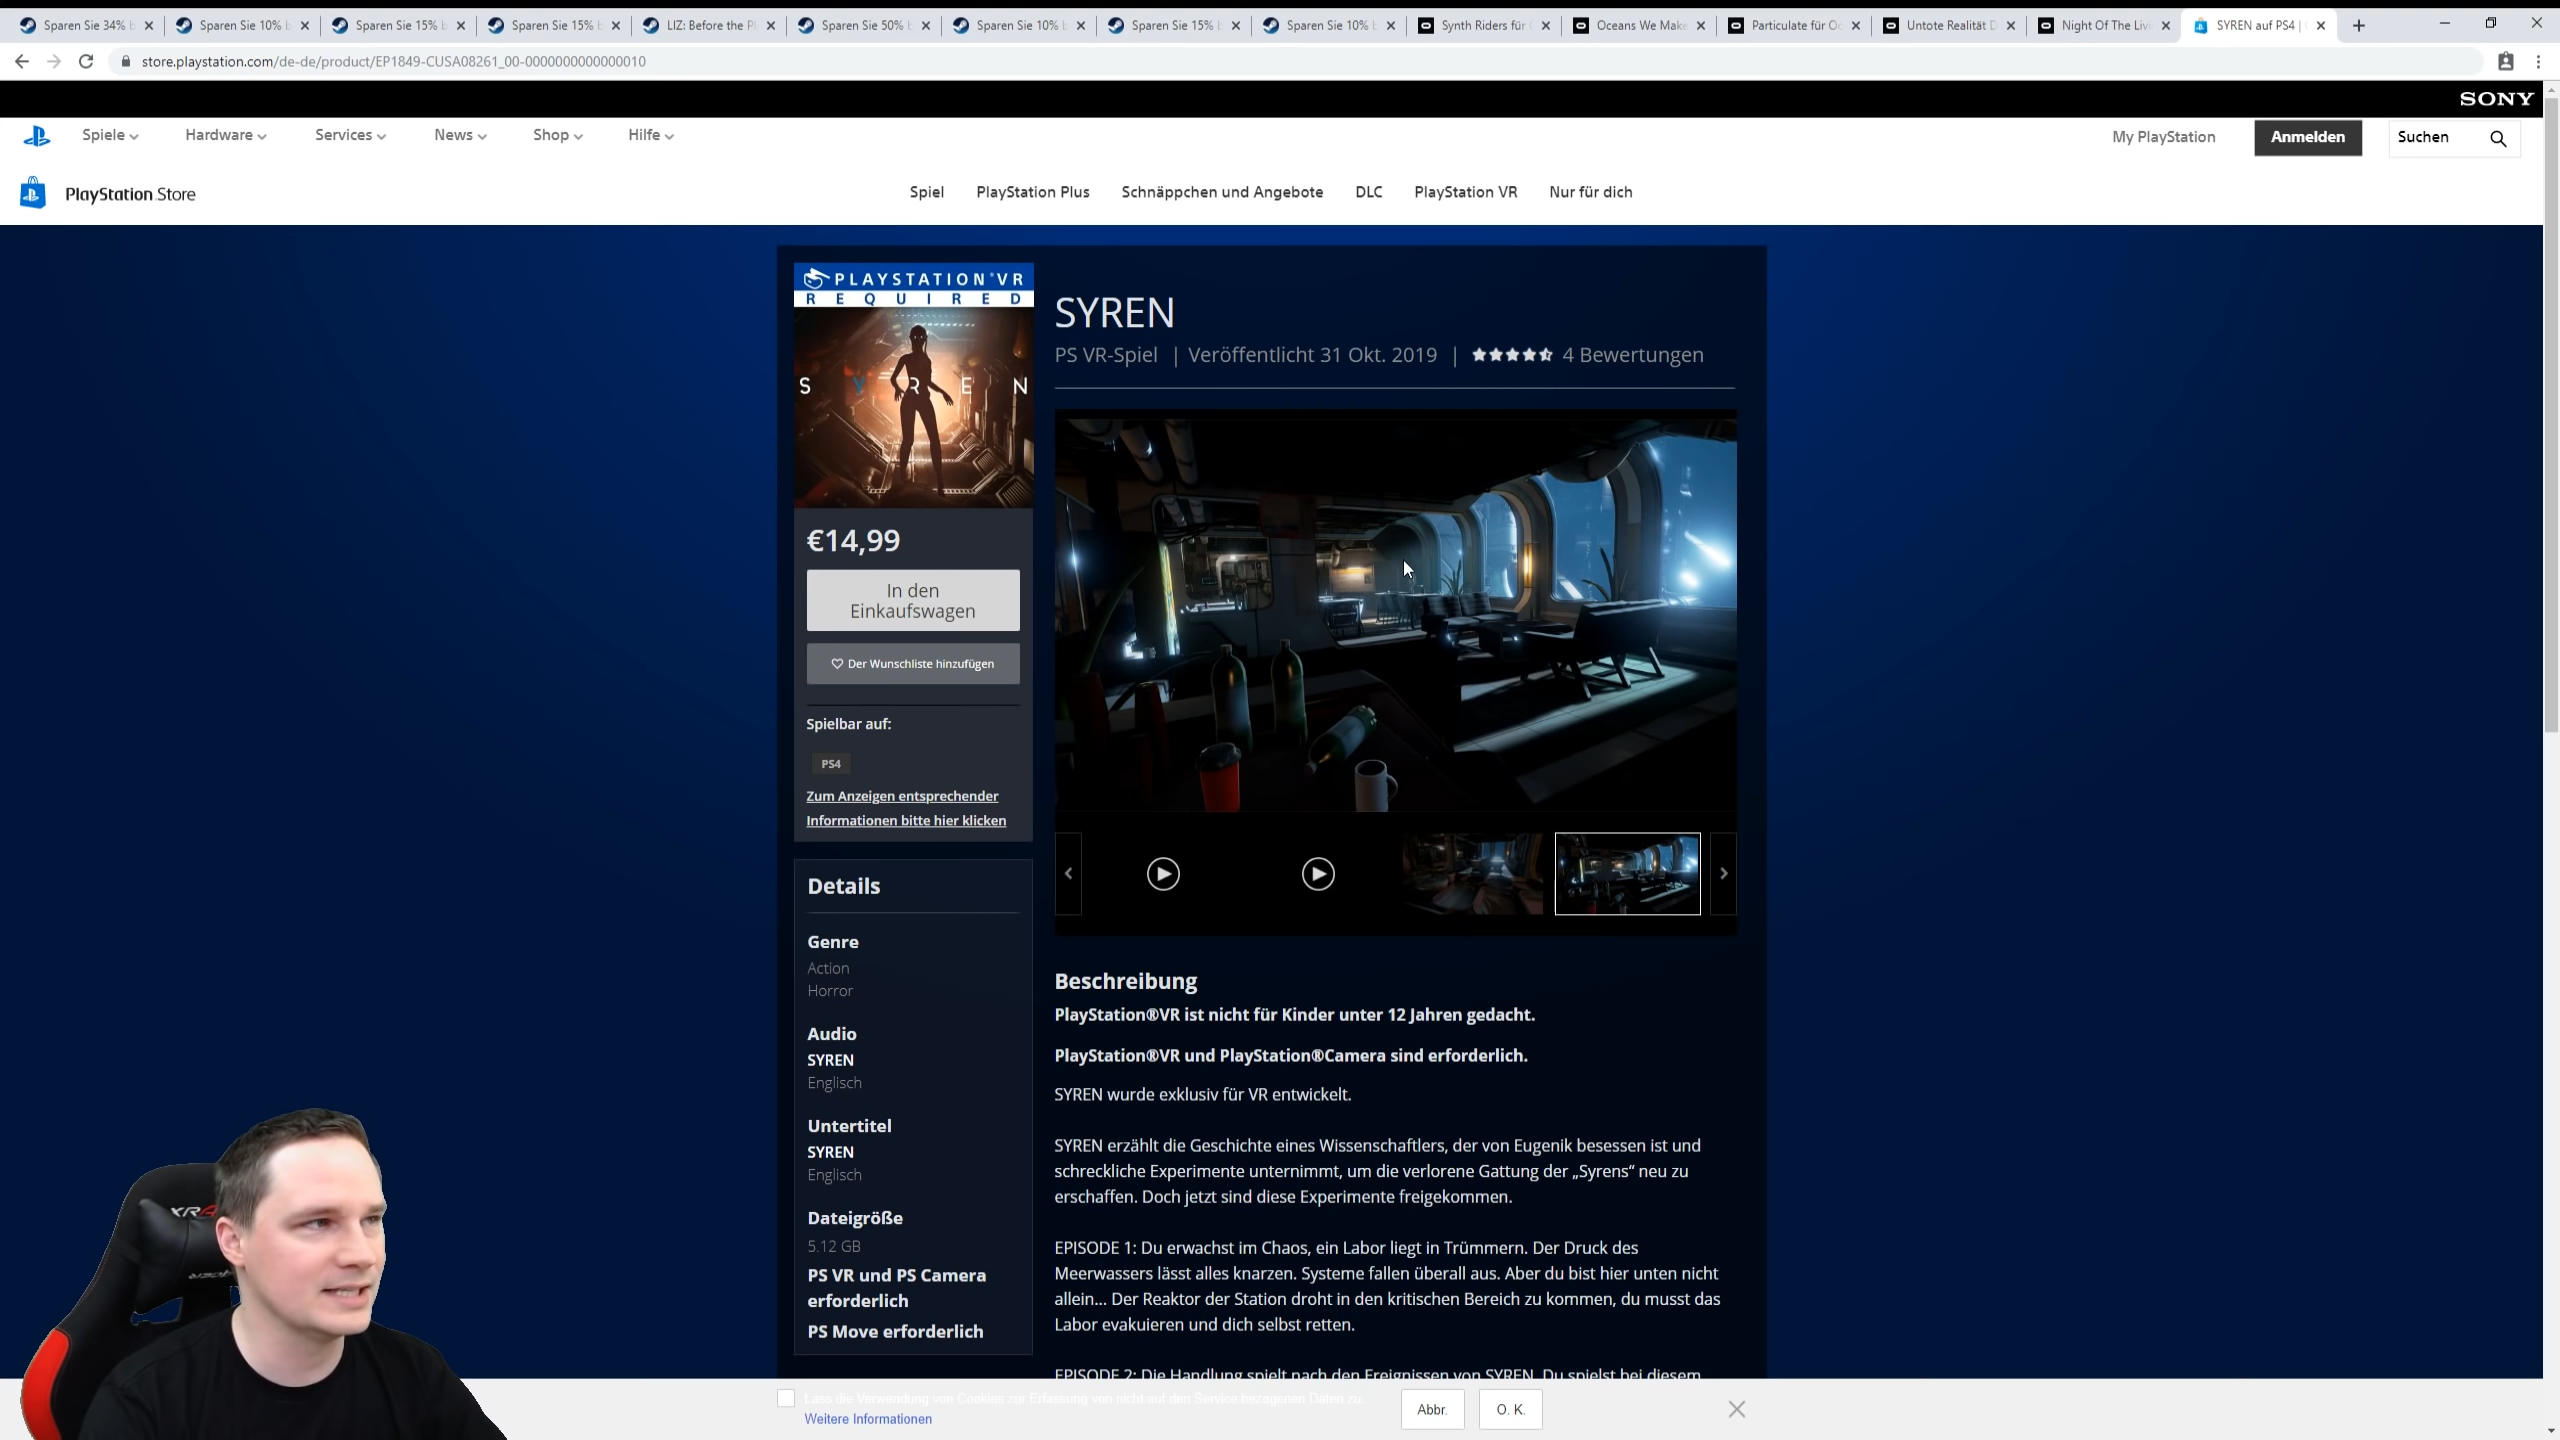 Sparen Sie 34% b
Sparen Sie 10% b
Sparen Sie 15% b
Sparen Sie 15% b
LIZ: Before the Pl
Sparen Sie 50% b
Sparen Sie 10% b
Sparen Sie 15% b
Sparen Sie 10% b
Synth Riders für
Oceans We Make
Particulate für Oc
Untote Realität D
Night Of The Livi
SYREN auf PS4 |
store.playstation.com/de-de/product/EP1849-CUSA08261_00-0000000000000010
SONY
Spiele
Hardware
Services
News
Shop
Hilfe
My PlayStation
Anmelden
Suchen
PlayStation Store
Spiel
PlayStation Plus
Schnäppchen und Angebote
DLC
PlayStation VR
Nur für dich
PLAYSTATION®VR
REQUIRED
SYREN
€14,99
In den
Einkaufswagen
Der Wunschliste hinzufügen
Spielbar auf:
PS4
Zum Anzeigen entsprechender
Informationen bitte hier klicken
Details
Genre
Action
Horror
Audio
SYREN
Englisch
Untertitel
SYREN
Englisch
Dateigröße
5.12 GB
PS VR und PS Camera
erforderlich
PS Move erforderlich
SYREN
PS VR-Spiel | Veröffentlicht 31 Okt. 2019 | 4 Bewertungen
Beschreibung
PlayStation®VR ist nicht für Kinder unter 12 Jahren gedacht.
PlayStation®VR und PlayStation®Camera sind erforderlich.
SYREN wurde exklusiv für VR entwickelt.
SYREN erzählt die Geschichte eines Wissenschaftlers, der von Eugenik besessen ist und
schreckliche Experimente unternimmt, um die verlorene Gattung der „Syrens“ neu zu
erschaffen. Doch jetzt sind diese Experimente freigekommen.
EPISODE 1: Du erwachst im Chaos, ein Labor liegt in Trümmern. Der Druck des
Meerwassers lässt alles knarzen. Systeme fallen überall aus. Aber du bist hier unten nicht
allein... Der Reaktor der Station droht in den kritischen Bereich zu kommen, du musst das
Labor evakuieren und dich selbst retten.
EPISODE 2: Die Handlung spielt nach den Ereignissen von SYREN. Du spielst bei diesem
Lass die Verwendung von Cookies zur Erfassung von nicht auf den Service bezogenen Daten zu.
Weitere Informationen
Abbr.
O. K.